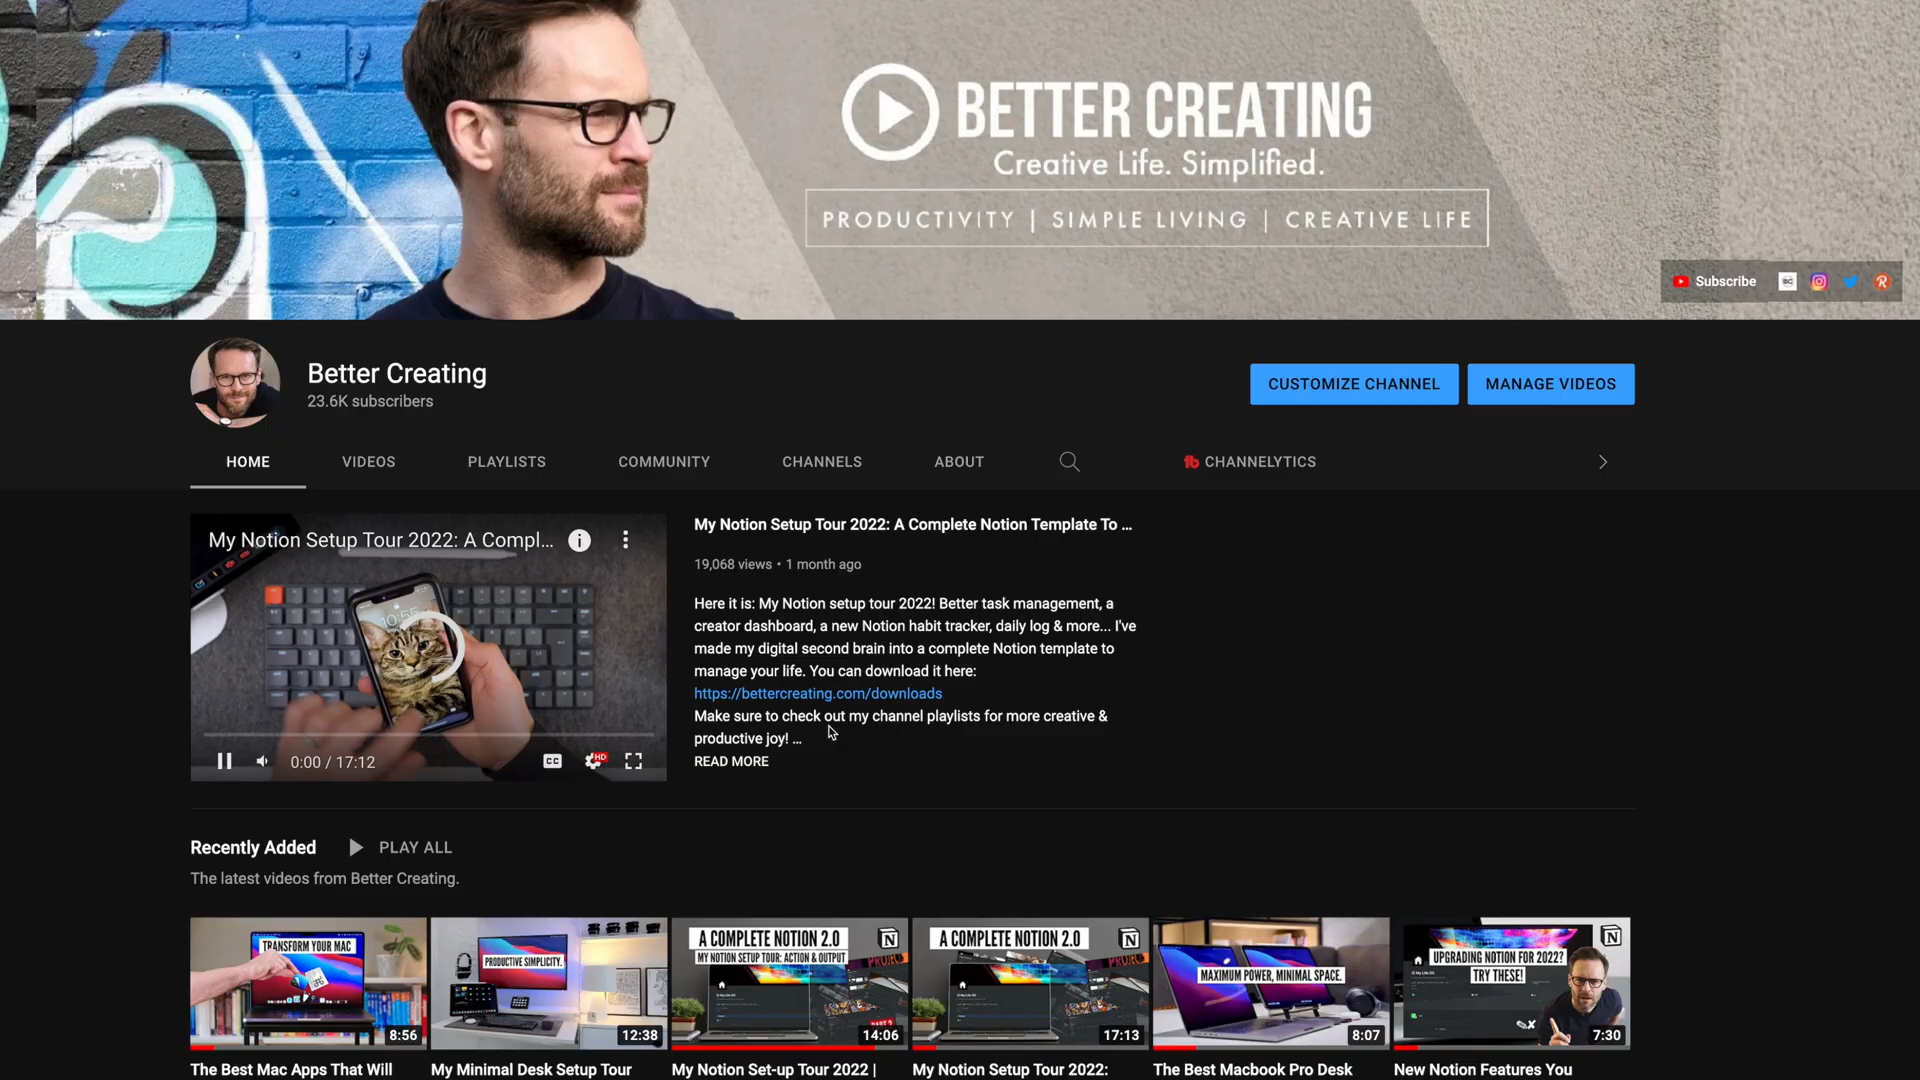 BETTER CREATING
Creative Life. Simplified.
PRODUCTIVITY | SIMPLE LIVING | CREATIVE LIFE
Subscribe
Better Creating
23.6K subscribers
CUSTOMIZE CHANNEL
MANAGE VIDEOS
HOME
VIDEOS
PLAYLISTS
COMMUNITY
CHANNELS
ABOUT
CHANNELYTICS
My Notion Setup Tour 2022: A Compl...
10:55
0:00 / 17:12
CC
HD
My Notion Setup Tour 2022: A Complete Notion Template To ...
19,068 views • 1 month ago
Here it is: My Notion setup tour 2022! Better task management, a
creator dashboard, a new Notion habit tracker, daily log & more... I've
made my digital second brain into a complete Notion template to
manage your life. You can download it here:
https://bettercreating.com/downloads
Make sure to check out my channel playlists for more creative &
productive joy! ...
READ MORE
Recently Added
PLAY ALL
The latest videos from Better Creating.
TRANSFORM YOUR MAC
8:56
The Best Mac Apps That Will
PRODUCTIVE SIMPLICITY.
12:38
My Minimal Desk Setup Tour
A COMPLETE NOTION 2.0
MY NOTION SETUP TOUR: ACTION & OUTPUT
14:06
My Notion Set-up Tour 2022 |
A COMPLETE NOTION 2.0
17:13
My Notion Setup Tour 2022:
MAXIMUM POWER, MINIMAL SPACE.
8:07
The Best Macbook Pro Desk
UPGRADING NOTION FOR 2022?
TRY THESE!
7:30
New Notion Features You